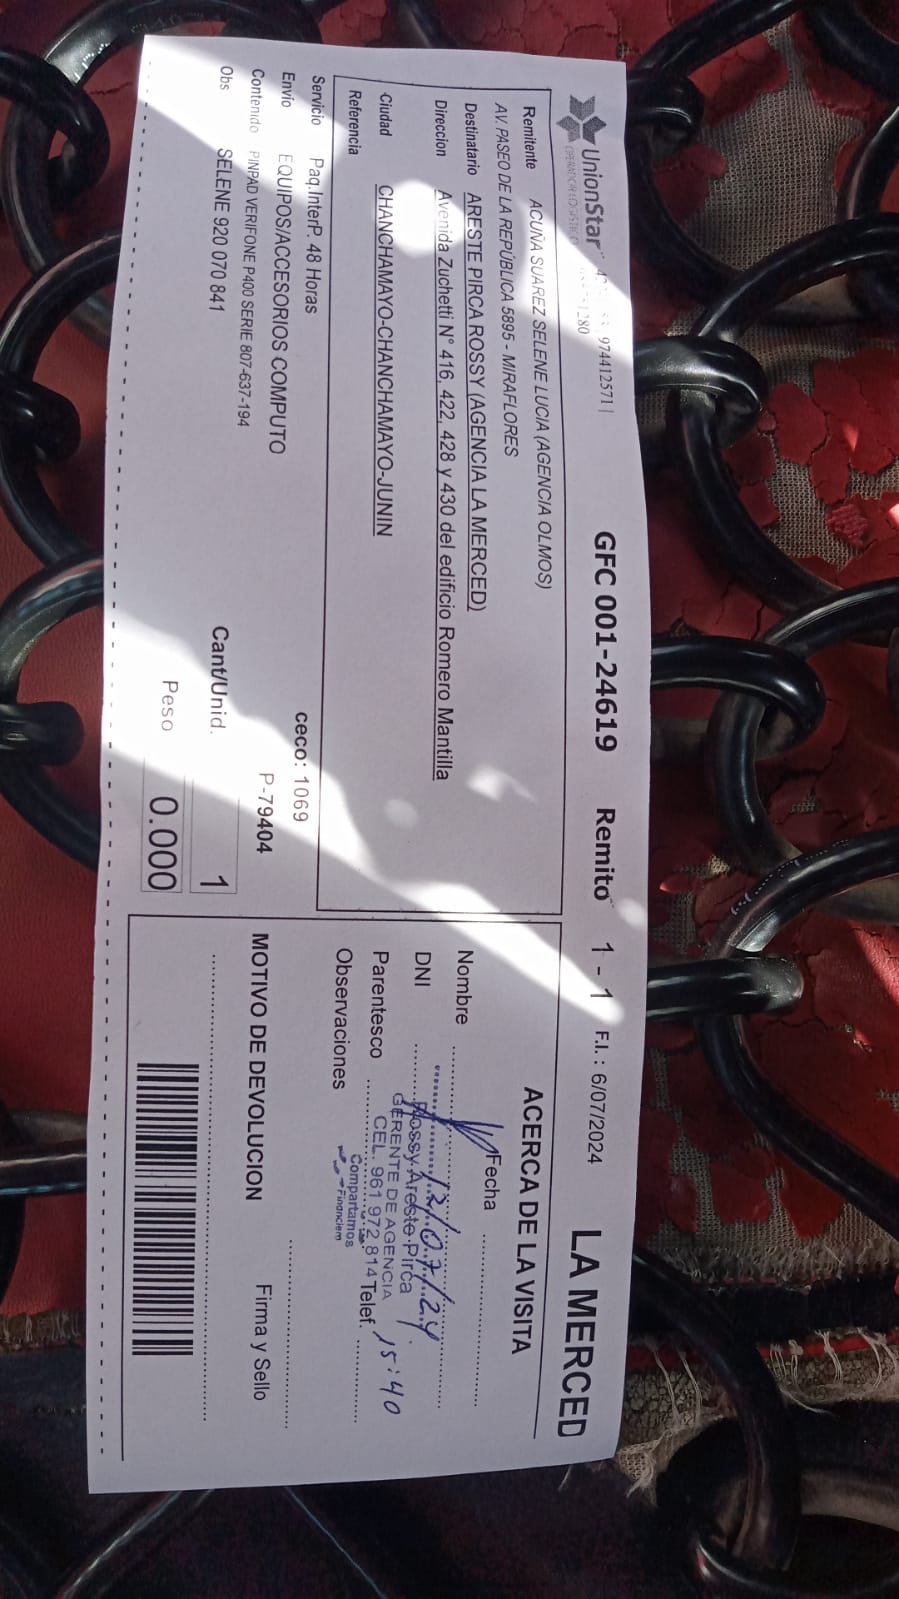 UnionStar 974412571 | GFC 001-24619 Remito 1 - 1 F.I. : 6/07/2024 LA MERCED
OPERADOR LOGISTICO
Remitente ACUÑA SUAREZ SELENE LUCIA (AGENCIA OLMOS)
AV. PASEO DE LA REPÚBLICA 5895 - MIRAFLORES
Destinatario ARESTE PIRCA ROSSY (AGENCIA LA MERCED)
Direccion Avenida Zuchetti N° 416, 422, 428 y 430 del edificio Romero Mantilla
Ciudad CHANCHAMAYO-CHANCHAMAYO-JUNIN
Referencia
Servicio Paq.InterP. 48 Horas
Envio EQUIPOS/ACCESORIOS COMPUTO
ceco: 1069
Contenido PINPAD VERIFONE P400 SERIE 807-637-194
P-79404
Obs SELENE 920 070 841
Cant/Unid. 1
Peso 0.000
ACERCA DE LA VISITA
Fecha
Nombre
12/07/24
DNI
Rossy Areste Pirca
GERENTE DE AGENCIA 15:40
Parentesco CEL. 961 972 814 Telef.
Compartamos
Financiera
Observaciones
MOTIVO DE DEVOLUCION Firma y Sello